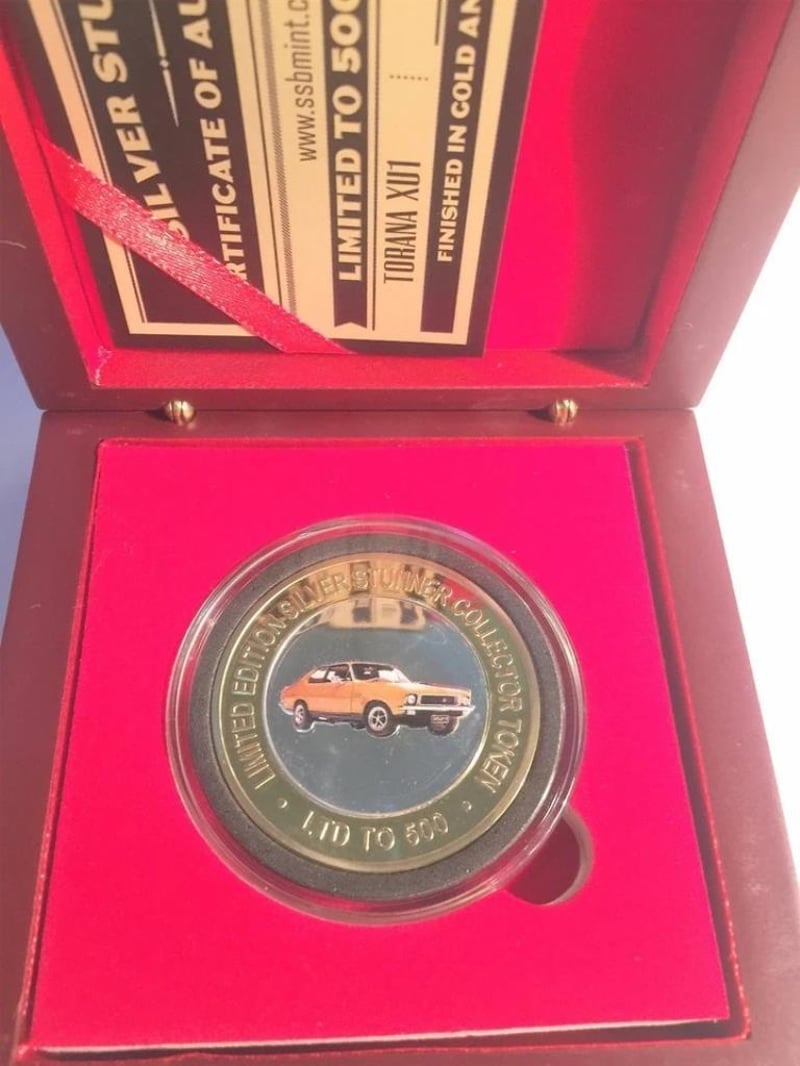 SILVER STU
RTIFICATE OF AU
www.ssbmint.c
LIMITED TO 500
TORANA XU1
FINISHED IN GOLD AN
LIMITED EDITION SILVER STUNNER COLLECTOR TOKEN
• LTD TO 500 •